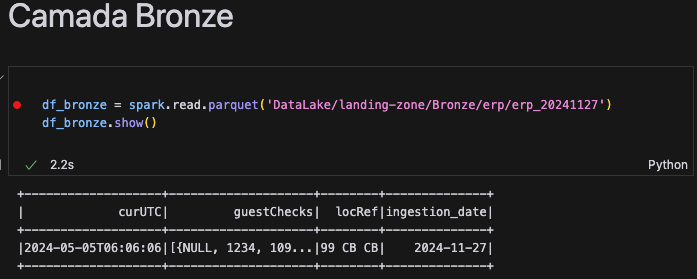 Camada Bronze
df_bronze = spark.read.parquet('DataLake/landing-zone/Bronze/erp/erp_20241127')
df_bronze.show()
2.2s
Python
+-------------------+--------------------+--------+--------------+
|             curUTC|         guestChecks|  locRef|ingestion_date|
+-------------------+--------------------+--------+--------------+
|2024-05-05T06:06:06|[{NULL, 1234, 109...|99 CB CB|    2024-11-27|
+-------------------+--------------------+--------+--------------+